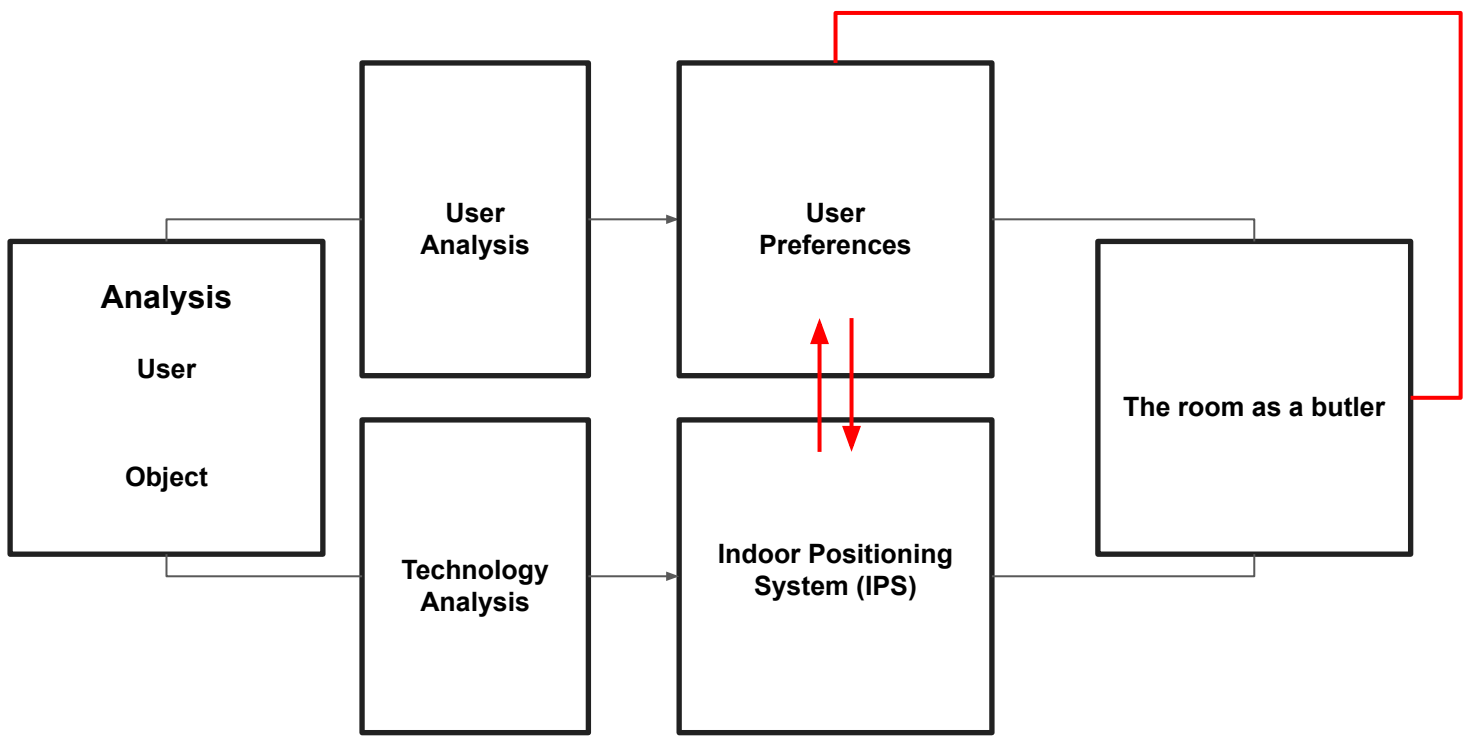 Analysis
User
Object
User
Analysis
Technology
Analysis
User
Preferences
Indoor Positioning
System (IPS)
The room as a butler